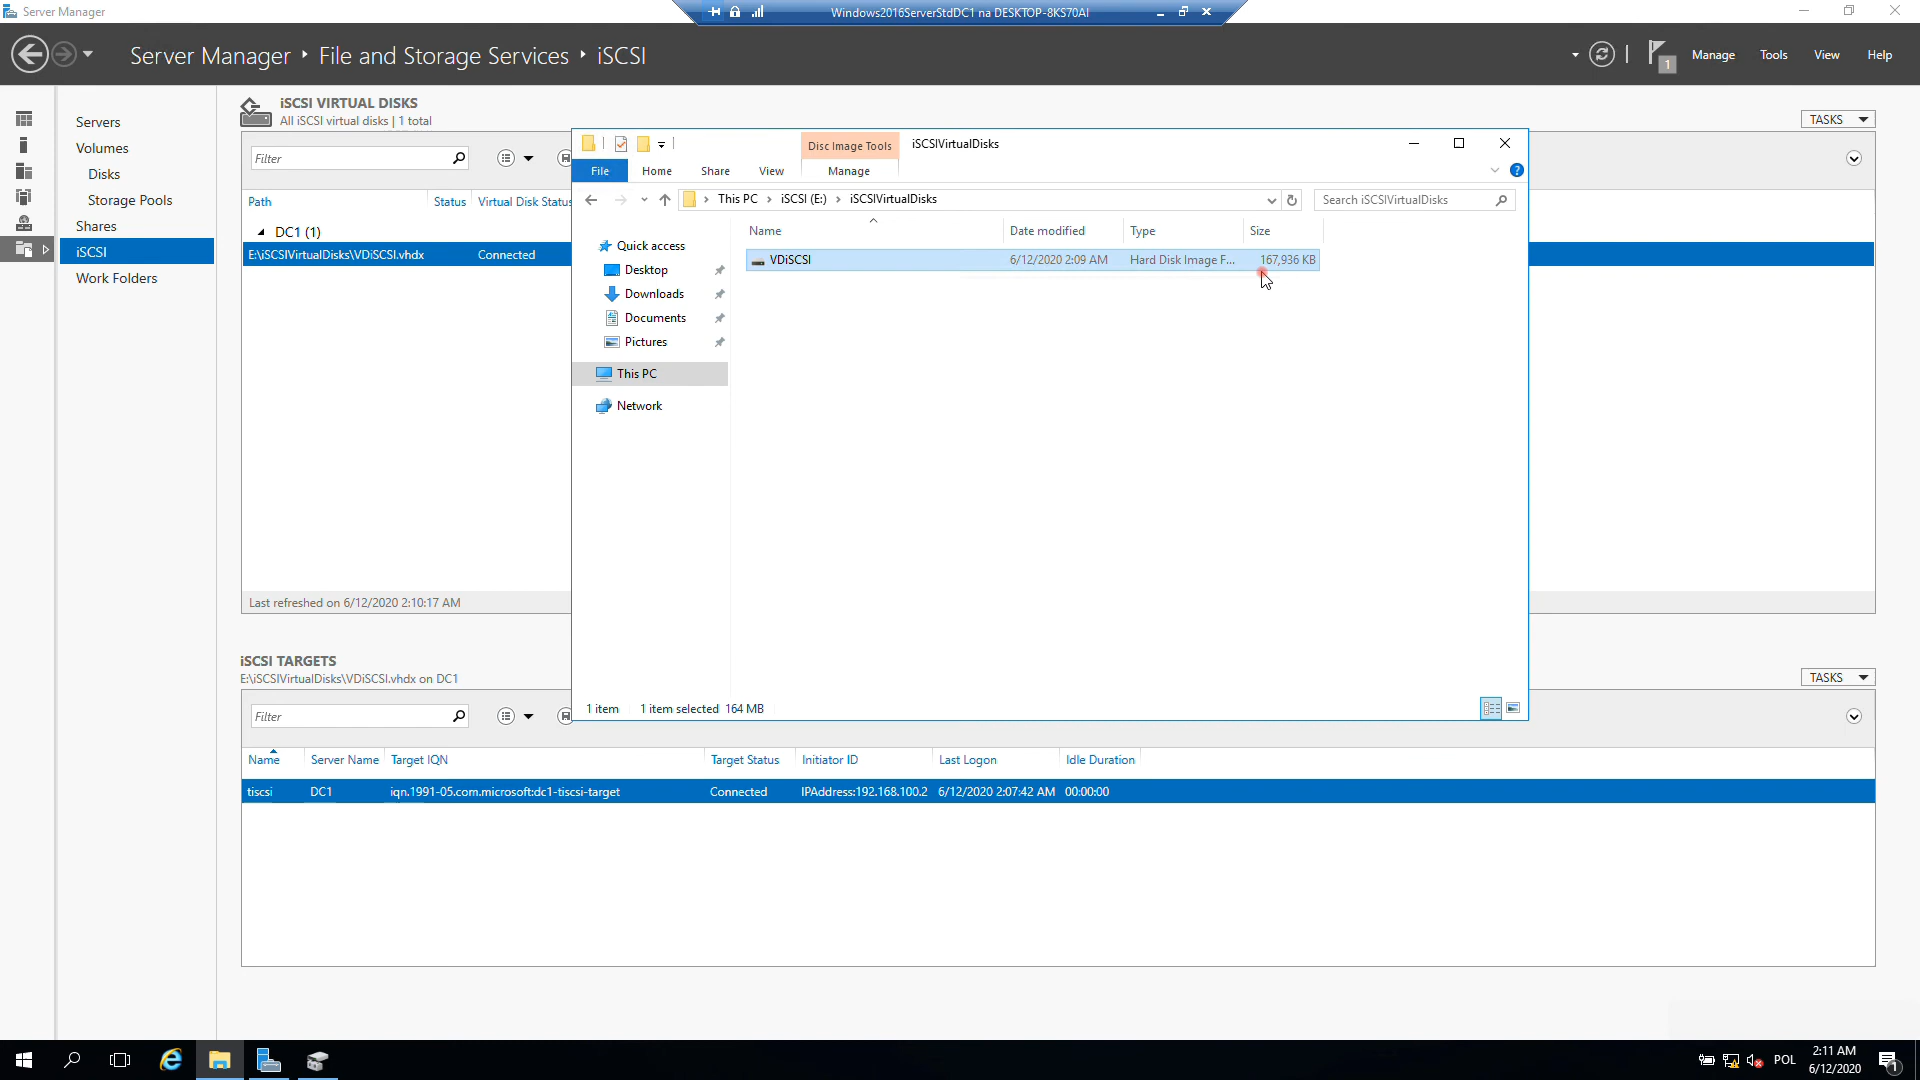 Server Manager
Windows2016ServerStdDC1 na DESKTOP-8KS70AI
Server Manager ‣ File and Storage Services ‣ iSCSI
1
Manage
Tools
View
Help
Servers
Volumes
Disks
Storage Pools
Shares
iSCSI
Work Folders
iSCSI VIRTUAL DISKS
All iSCSI virtual disks | 1 total
TASKS
Filter
Path
Status
Virtual Disk Status
DC1 (1)
E:\iSCSIVirtualDisks\VDiSCSI.vhdx
Connected
Last refreshed on 6/12/2020 2:10:17 AM
Disc Image Tools
iSCSIVirtualDisks
File
Home
Share
View
Manage
This PC
iSCSI (E:)
iSCSIVirtualDisks
Search iSCSIVirtualDisks
Quick access
Desktop
Downloads
Documents
Pictures
This PC
Network
Name
Date modified
Type
Size
VDiSCSI
6/12/2020 2:09 AM
Hard Disk Image F...
167,936 KB
1 item
1 item selected 164 MB
iSCSI TARGETS
E:\iSCSIVirtualDisks\VDiSCSI.vhdx on DC1
TASKS
Filter
Name
Server Name
Target IQN
Target Status
Initiator ID
Last Logon
Idle Duration
tiscsi
DC1
iqn.1991-05.com.microsoft:dc1-tiscsi-target
Connected
IPAddress:192.168.100.2
6/12/2020 2:07:42 AM
00:00:00
POL
2:11 AM
6/12/2020
1